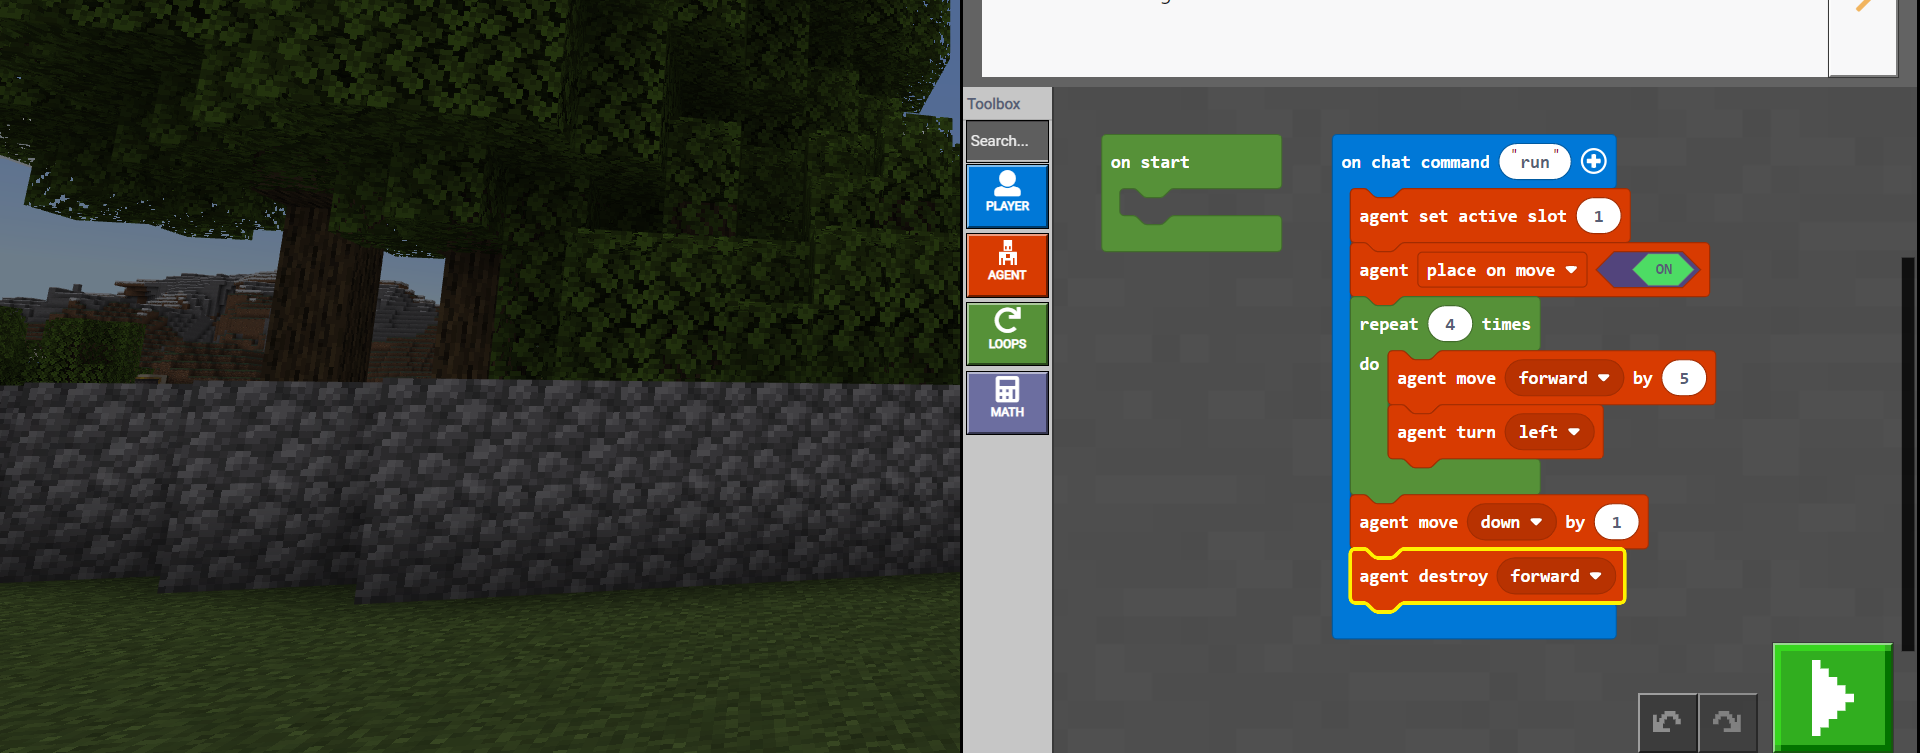 Toolbox
Search...
PLAYER
AGENT
LOOPS
MATH
on start
on chat command "run"
agent set active slot 1
agent place on move ON
repeat 4 times
do
agent move forward by 5
agent turn left
agent move down by 1
agent destroy forward